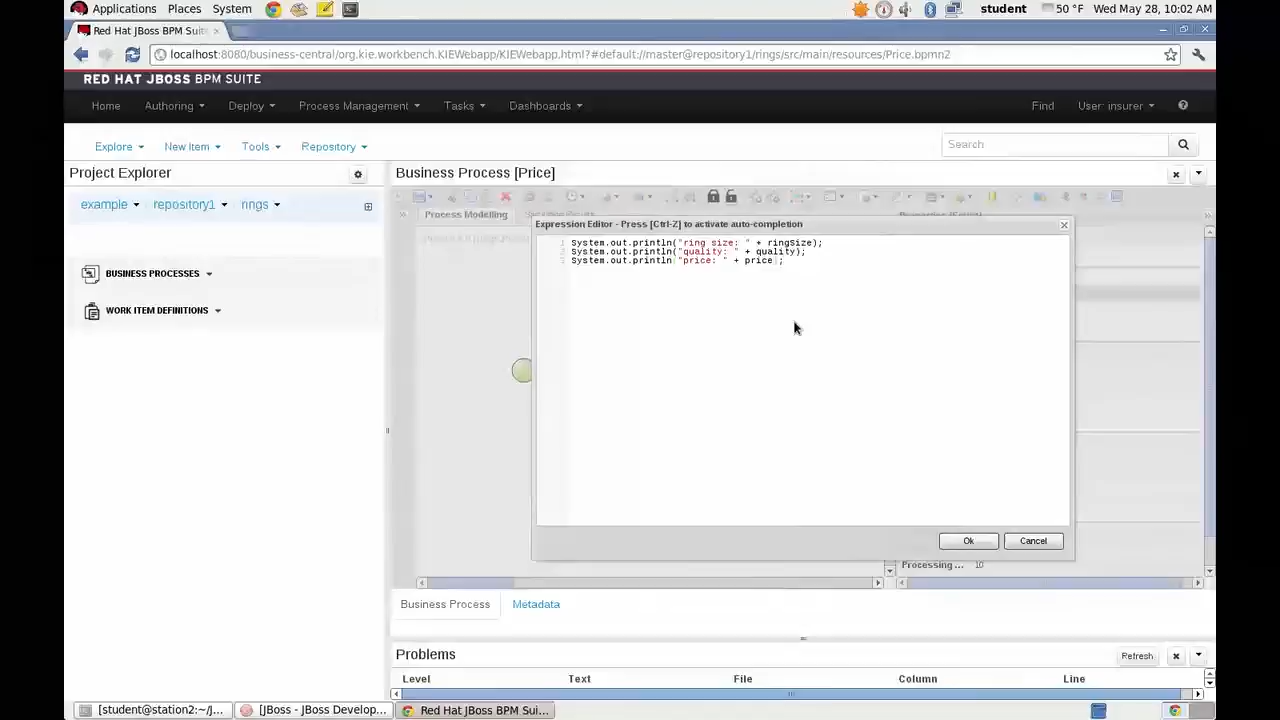 Applications Places System student 50 °F Wed May 28, 10:02 AM
Red Hat JBoss BPM Suit
localhost:8080/business-central/org.kie.workbench.KIEWebapp/KIEWebapp.html?#default://master@repository1/rings/src/main/resources/Price.bpmn2
RED HAT JBOSS BPM SUITE
Home Authoring Deploy Process Management Tasks Dashboards Find User: insurer
Explore New Item Tools Repository Search
Project Explorer Business Process [Price]
example repository1 rings
Process Modelling
Expression Editor - Press [Ctrl-Z] to activate auto-completion
1 System.out.println("ring size: " + ringSize);
2 System.out.println("quality: " + quality);
3 System.out.println("price: " + price);
BUSINESS PROCESSES
WORK ITEM DEFINITIONS
Ok Cancel
Processing ... 10
Business Process Metadata
Problems Refresh
Level Text File Column Line
[student@station2:~/j... [JBoss - JBoss Develop... Red Hat JBoss BPM Sui...